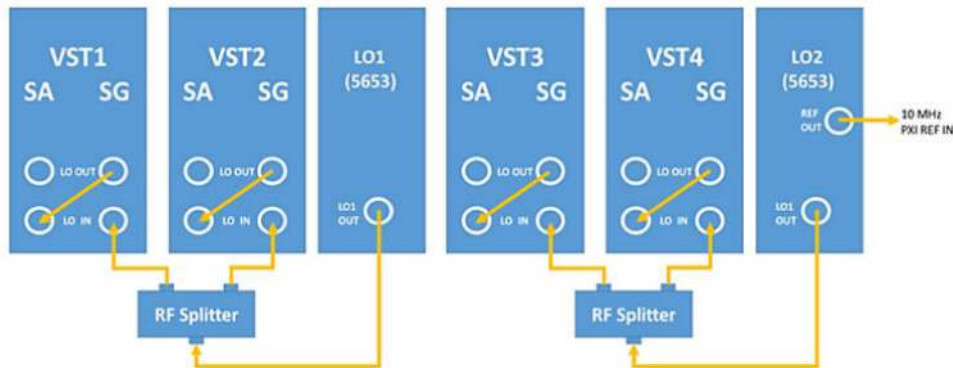 VST1
SA SG
LO OUT
LO IN
VST2
SA SG
LO OUT
LO IN
LO1
(5653)
LO1
OUT
RF Splitter
VST3
SA SG
LO OUT
LO IN
VST4
SA SG
LO OUT
LO IN
LO2
(5653)
REF
OUT
10 MHz
PXI REF IN
LO1
OUT
RF Splitter